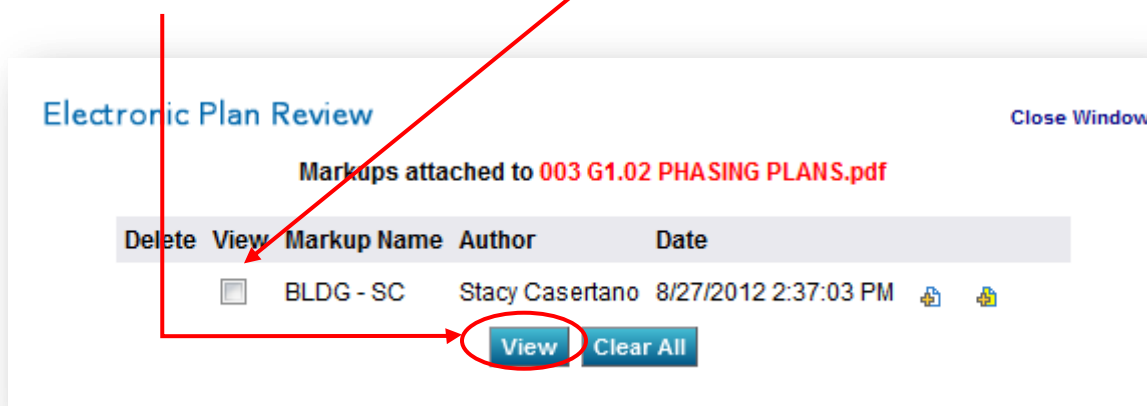 Electronic Plan Review
Close Window
Markups attached to 003 G1.02 PHASING PLANS.pdf
Delete View Markup Name Author Date
BLDG - SC Stacy Casertano 8/27/2012 2:37:03 PM
View Clear All